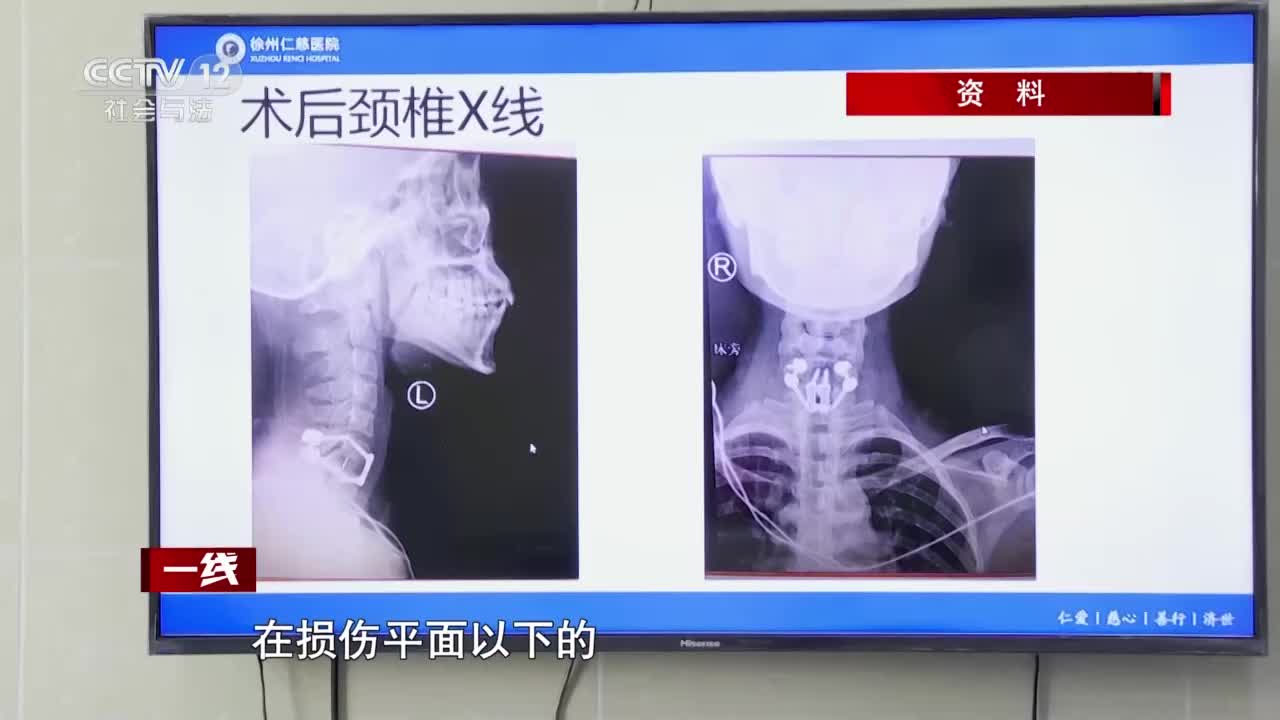 徐州仁慈医院
XUZHOU RENCI HOSPITAL
CCTV 12
社会与法
资 料
术后颈椎X线
R
床旁
L
一线
在损伤平面以下的
仁爱 | 慈心 | 善行 | 济世
Hisense